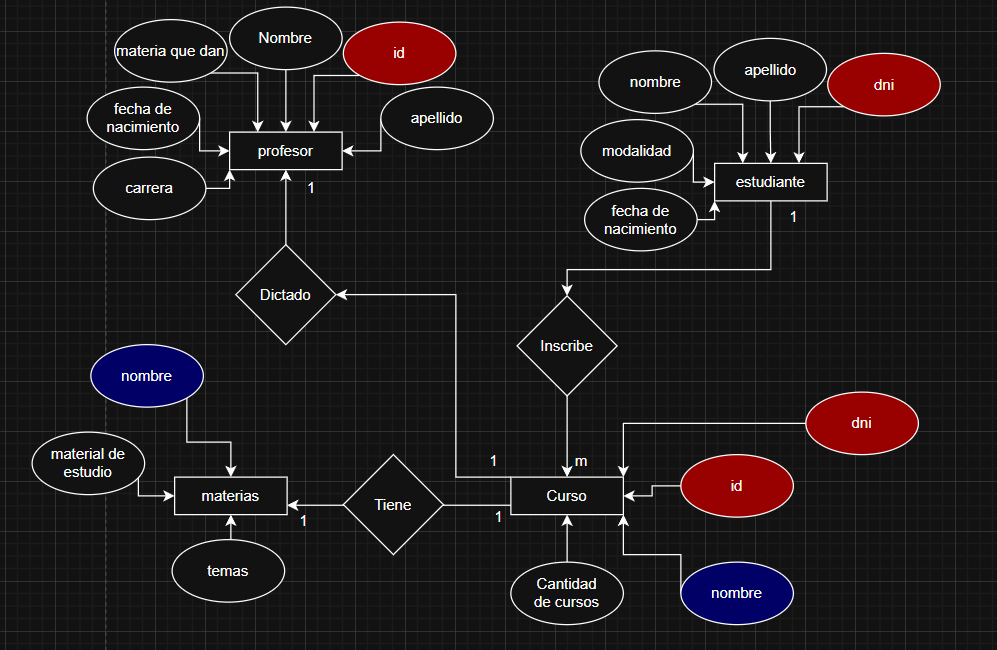 materia que dan
Nombre
id
fecha de
nacimiento
apellido
profesor
carrera
1
nombre
apellido
dni
modalidad
estudiante
fecha de
nacimiento
1
Dictado
Inscribe
nombre
material de
estudio
materias
temas
1
Tiene
1
1
m
Curso
dni
id
Cantidad
de cursos
nombre